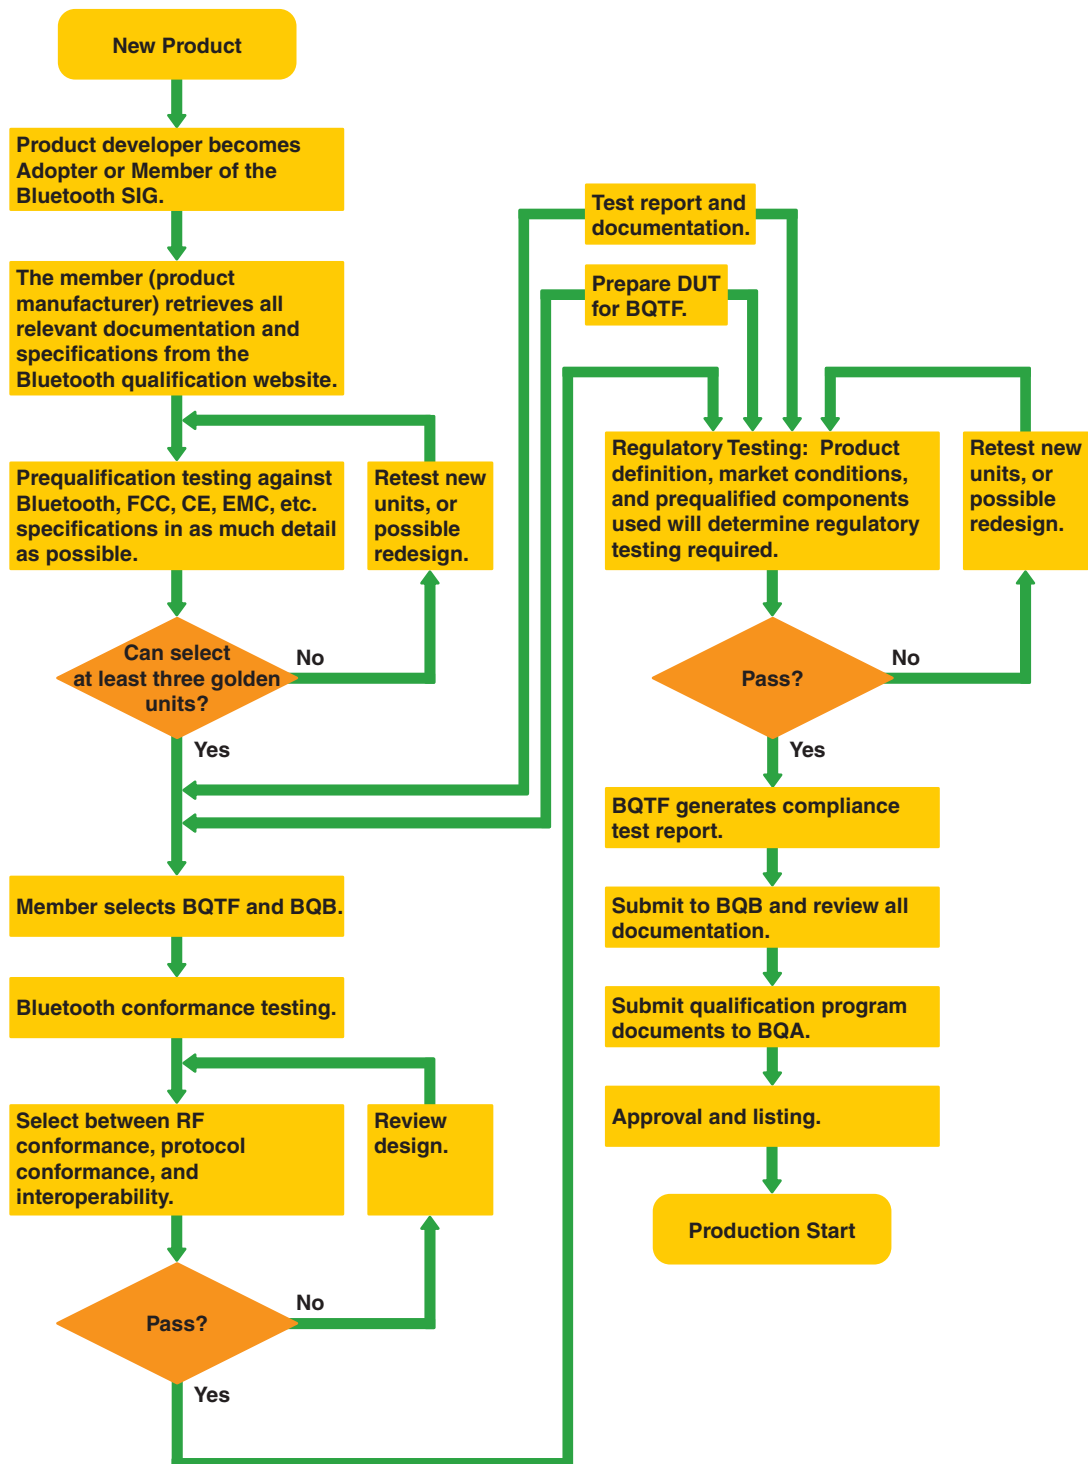 New Product
Product developer becomes
Adopter or Member of the
Bluetooth SIG.
The member (product
manufacturer) retrieves all
relevant documentation and
specifications from the
Bluetooth qualification website.
Prequalification testing against
Bluetooth, FCC, CE, EMC, etc.
specifications in as much detail
as possible.
Retest new
units, or
possible
redesign.
Can select
at least three golden
units?
No
Yes
Member selects BQTF and BQB.
Bluetooth conformance testing.
Select between RF
conformance, protocol
conformance, and
interoperability.
Review
design.
Pass?
No
Yes
Test report and
documentation.
Prepare DUT
for BQTF.
Regulatory Testing: Product
definition, market conditions,
and prequalified components
used will determine regulatory
testing required.
Retest new
units, or
possible
redesign.
Pass?
No
Yes
BQTF generates compliance
test report.
Submit to BQB and review all
documentation.
Submit qualification program
documents to BQA.
Approval and listing.
Production Start